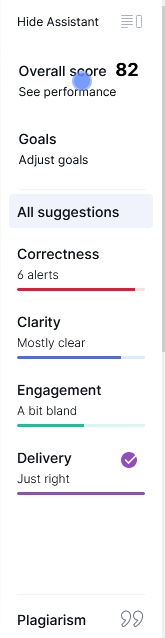 Hide Assistant
Overall score 82
See performance
Goals
Adjust goals
All suggestions
Correctness
6 alerts
Clarity
Mostly clear
Engagement
A bit bland
Delivery
Just right
Plagiarism